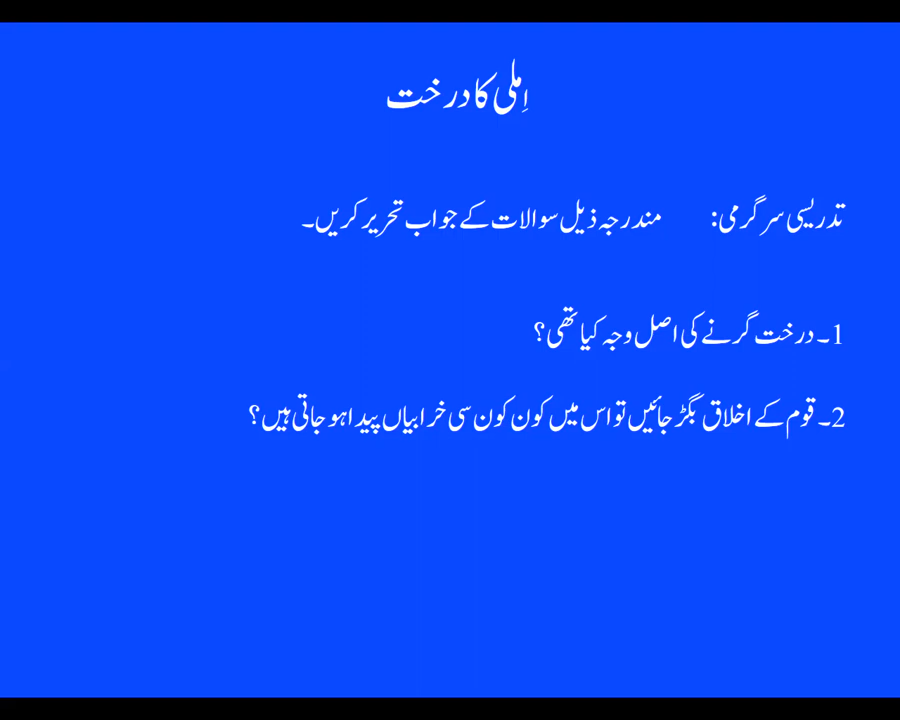 اِملی کا درخت
تدریسی سرگرمی: مندرجہ ذیل سوالات کے جواب تحریر کریں۔
1۔ درخت گرنے کی اصل وجہ کیا تھی؟
2۔ قوم کے اخلاق بگڑ جائیں تو اس میں کون کون سی خرابیاں پیدا ہو جاتی ہیں؟